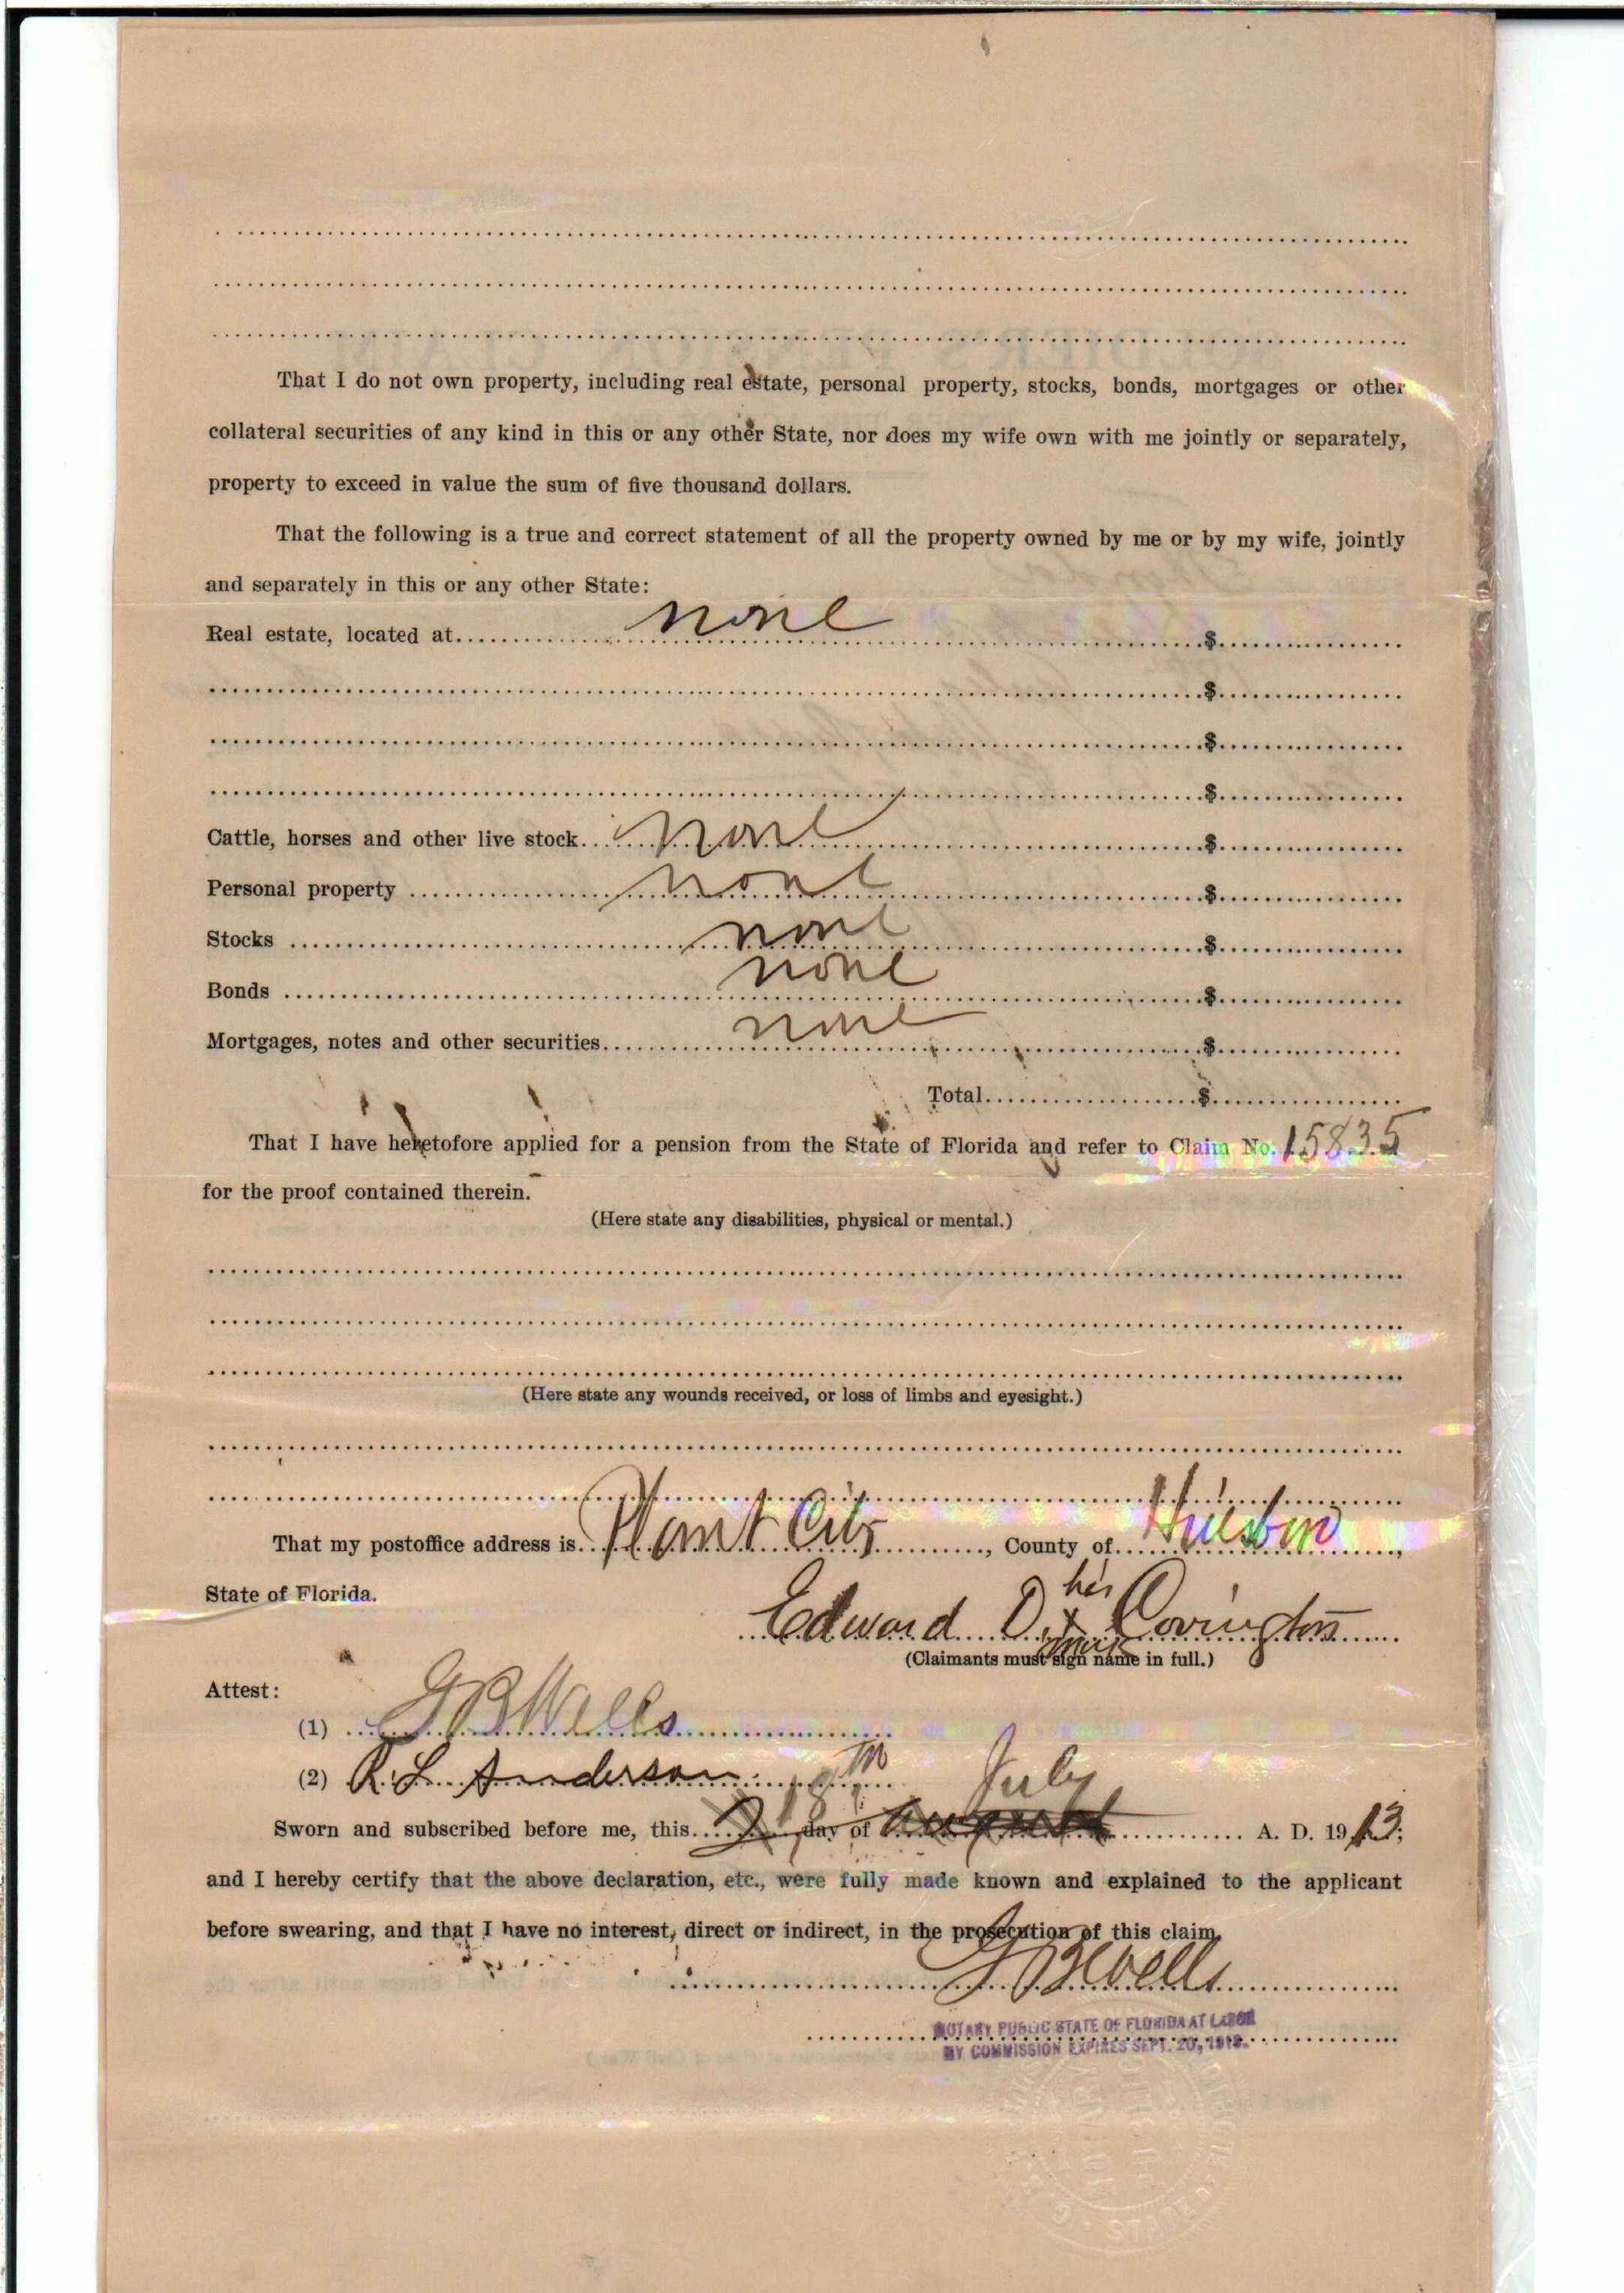 That I do not own property, including real estate, personal property, stocks, bonds, mortgages or other
collateral securities of any kind in this or any other State, nor does my wife own with me jointly or separately,
property to exceed in value the sum of five thousand dollars.
That the following is a true and correct statement of all the property owned by me or by my wife, jointly
and separately in this or any other State:
Real estate, located at none $
$
$
$
Cattle, horses and other live stock none $
Personal property none $
Stocks none $
Bonds none $
Mortgages, notes and other securities none $
Total $
That I have heretofore applied for a pension from the State of Florida and refer to Claim No. 15835
for the proof contained therein.
(Here state any disabilities, physical or mental.)
(Here state any wounds received, or loss of limbs and eyesight.)
That my postoffice address is Plant City, County of Hillsboro,
State of Florida.
Edward D. his x mark Covington
(Claimants must sign name in full.)
Attest:
(1) G B Wells
(2) R. L. Anderson
18th July
Sworn and subscribed before me, this 2 day of august A. D. 1913;
and I hereby certify that the above declaration, etc., were fully made known and explained to the applicant
before swearing, and that I have no interest, direct or indirect, in the prosecution of this claim.
G B Wells
NOTARY PUBLIC STATE OF FLORIDA AT LARGE
MY COMMISSION EXPIRES SEPT. 20, 1913.